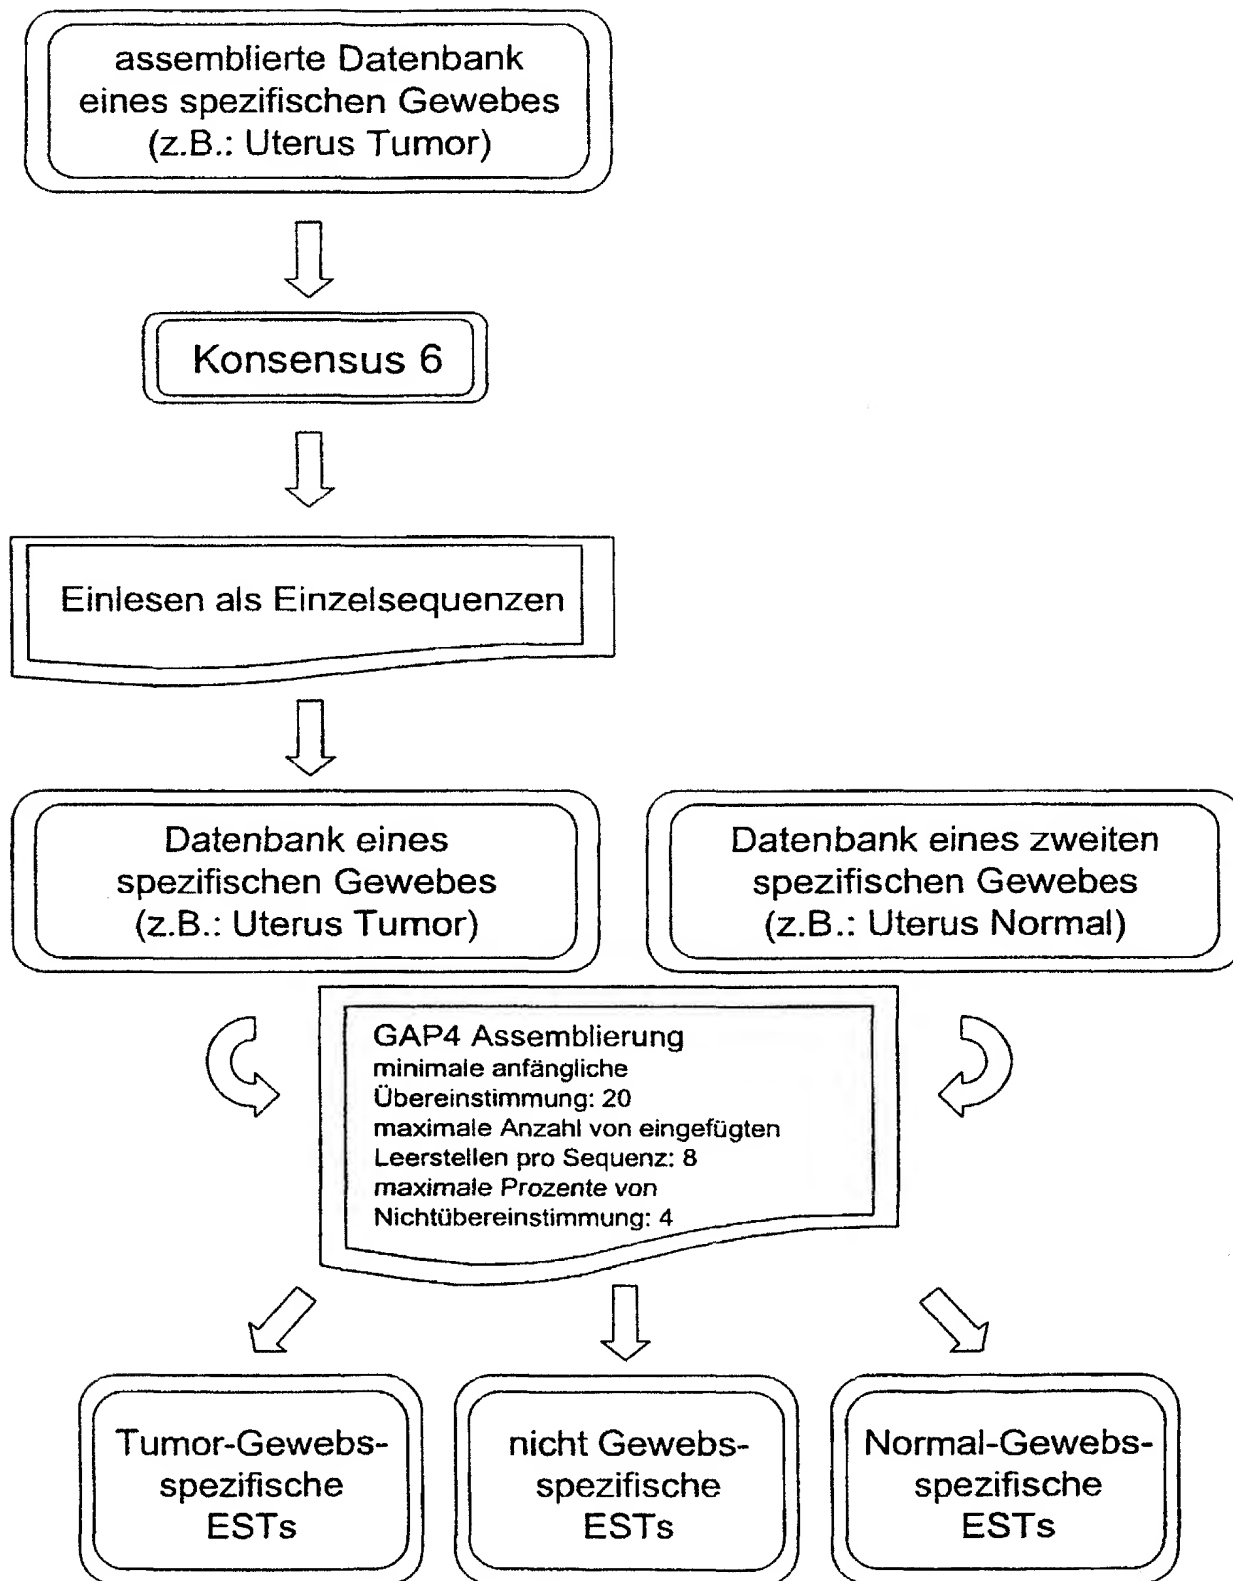 assemblierte Datenbank
eines spezifischen Gewebes
(z.B.: Uterus Tumor)
Konsensus 6
Einlesen als Einzelsequenzen
Datenbank eines
spezifischen Gewebes
(z.B.: Uterus Tumor)
Datenbank eines zweiten
spezifischen Gewebes
(z.B.: Uterus Normal)
GAP4 Assemblierung
minimale anfängliche
Übereinstimmung: 20
maximale Anzahl von eingefügten
Leerstellen pro Sequenz: 8
maximale Prozente von
Nichtübereinstimmung: 4
Tumor-Gewebs-
spezifische
ESTs
nicht Gewebs-
spezifische
ESTs
Normal-Gewebs-
spezifische
ESTs